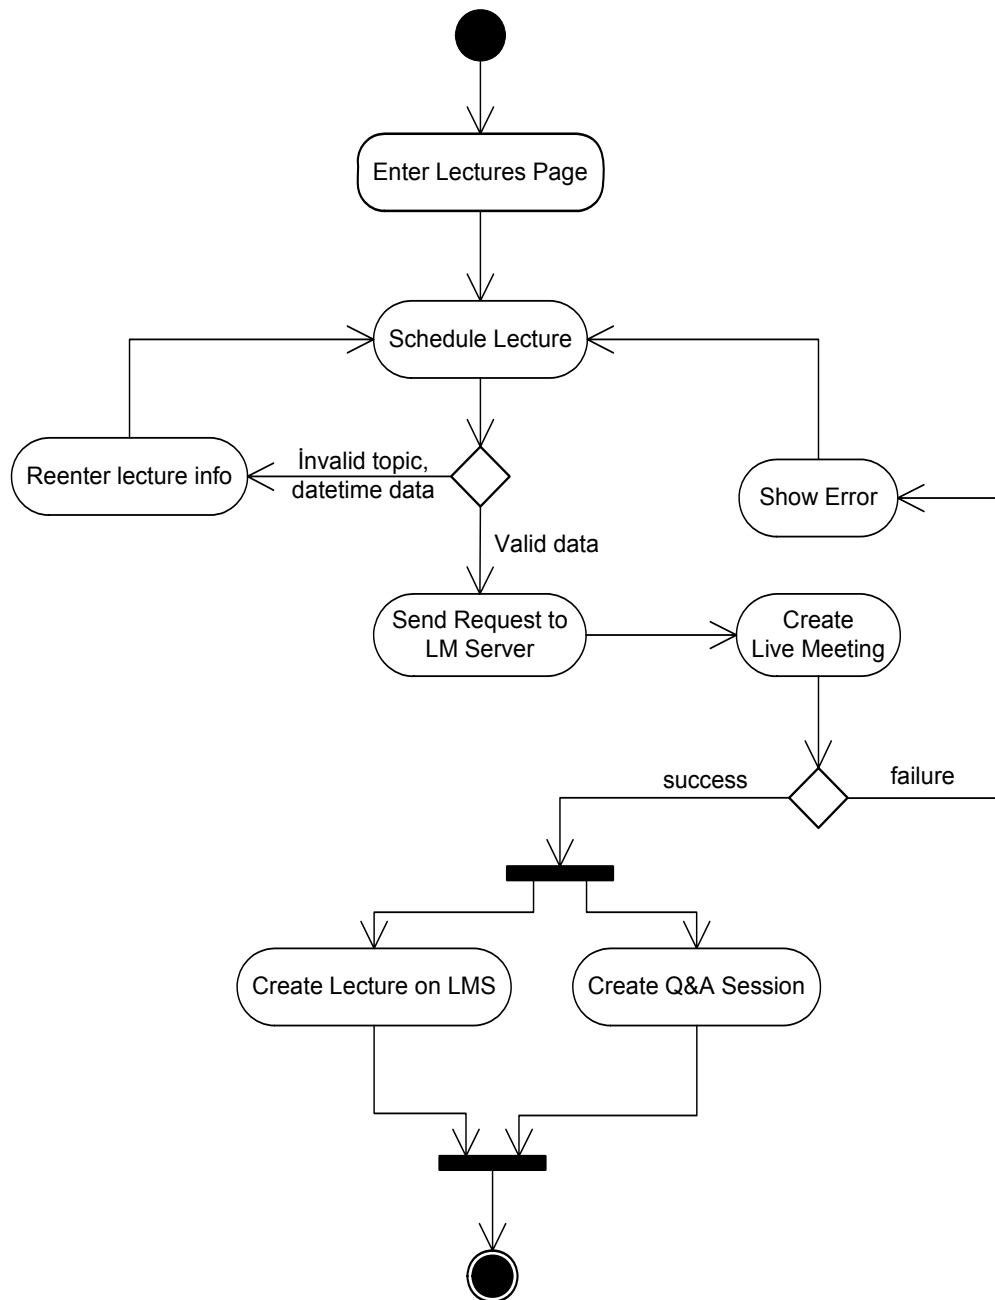 Enter Lectures Page
Schedule Lecture
Reenter lecture info
İnvalid topic,
datetime data
Show Error
Valid data
Send Request to
LM Server
Create
Live Meeting
success
failure
Create Lecture on LMS
Create Q&A Session